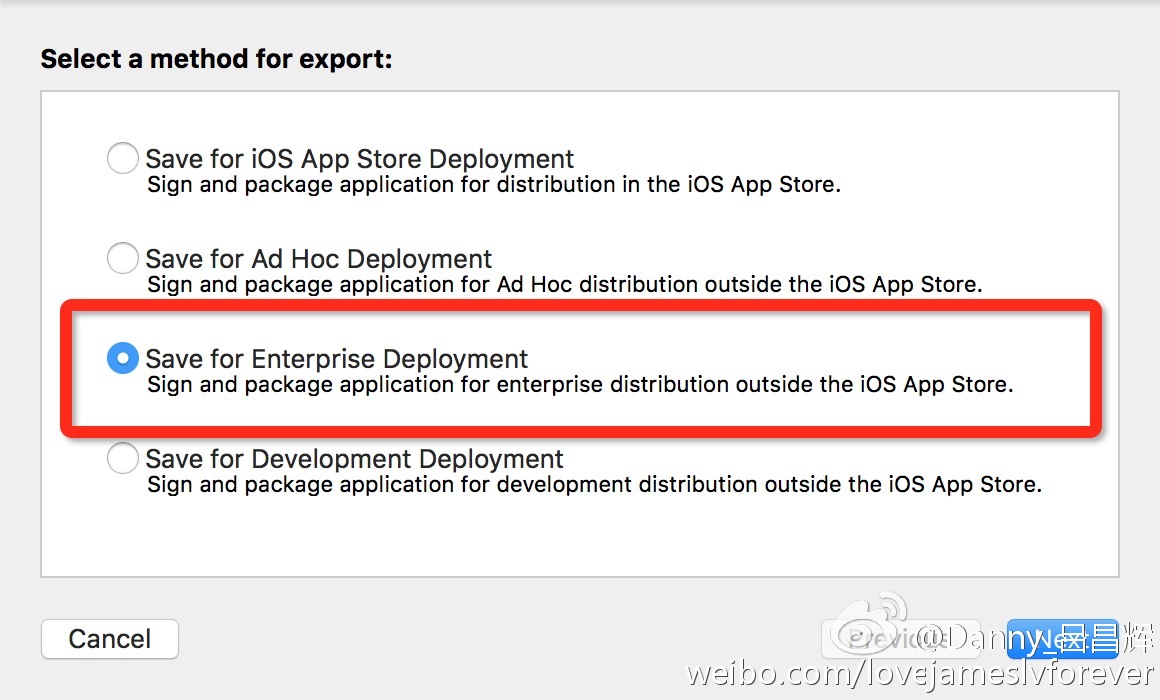 Select a method for export:
Save for iOS App Store Deployment
Sign and package application for distribution in the iOS App Store.
Save for Ad Hoc Deployment
Sign and package application for Ad Hoc distribution outside the iOS App Store.
Save for Enterprise Deployment
Sign and package application for enterprise distribution outside the iOS App Store.
Save for Development Deployment
Sign and package application for development distribution outside the iOS App Store.
Cancel
Previous
Next
@Danny_吕昌辉
weibo.com/lovejameslvforever